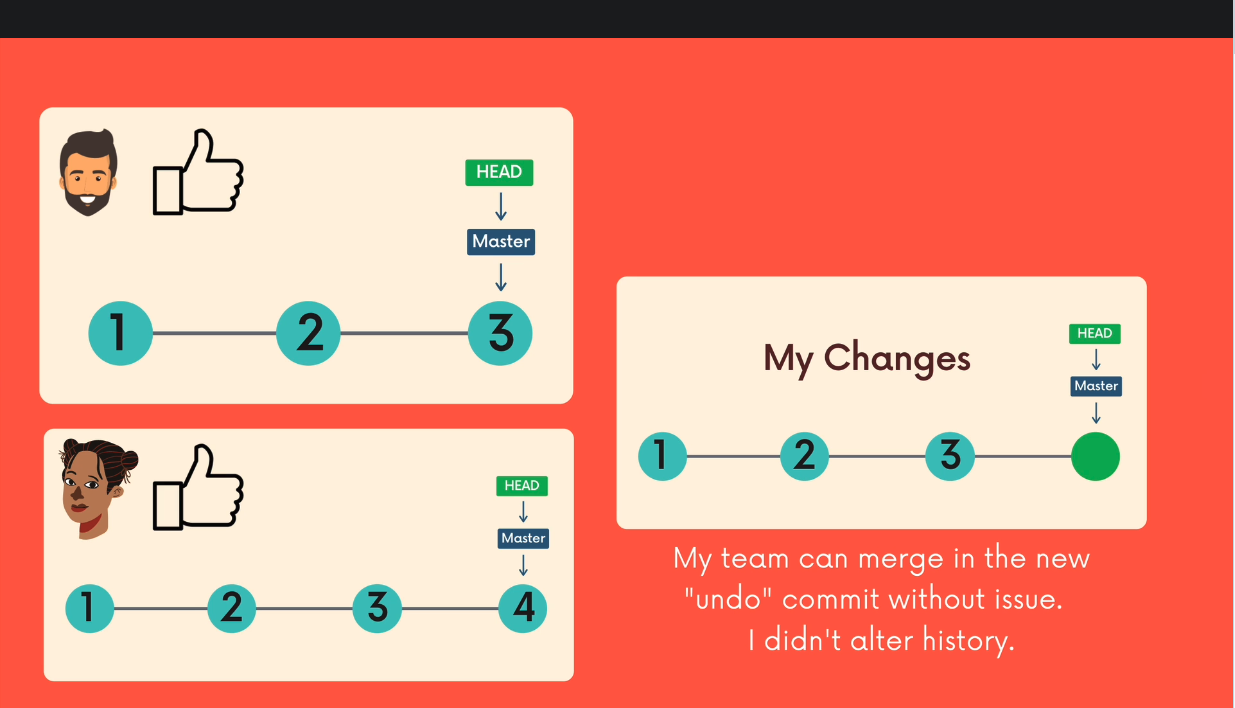 HEAD
Master
1 2 3
HEAD
Master
1 2 3 4
HEAD
My Changes
Master
1 2 3
My team can merge in the new
"undo" commit without issue.
I didn't alter history.